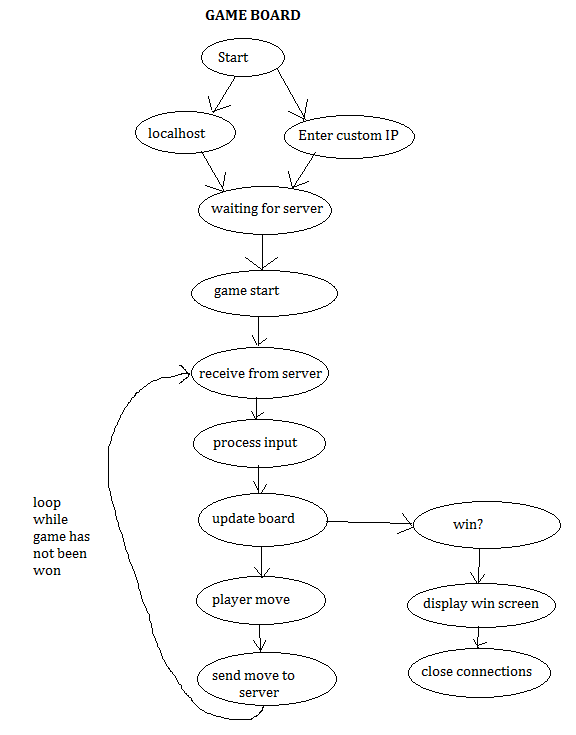 GAME BOARD
Start
localhost
Enter custom IP
waiting for server
game start
receive from server
process input
loop
while
game has
not been
won
update board
win?
player move
display win screen
send move to
server
close connections